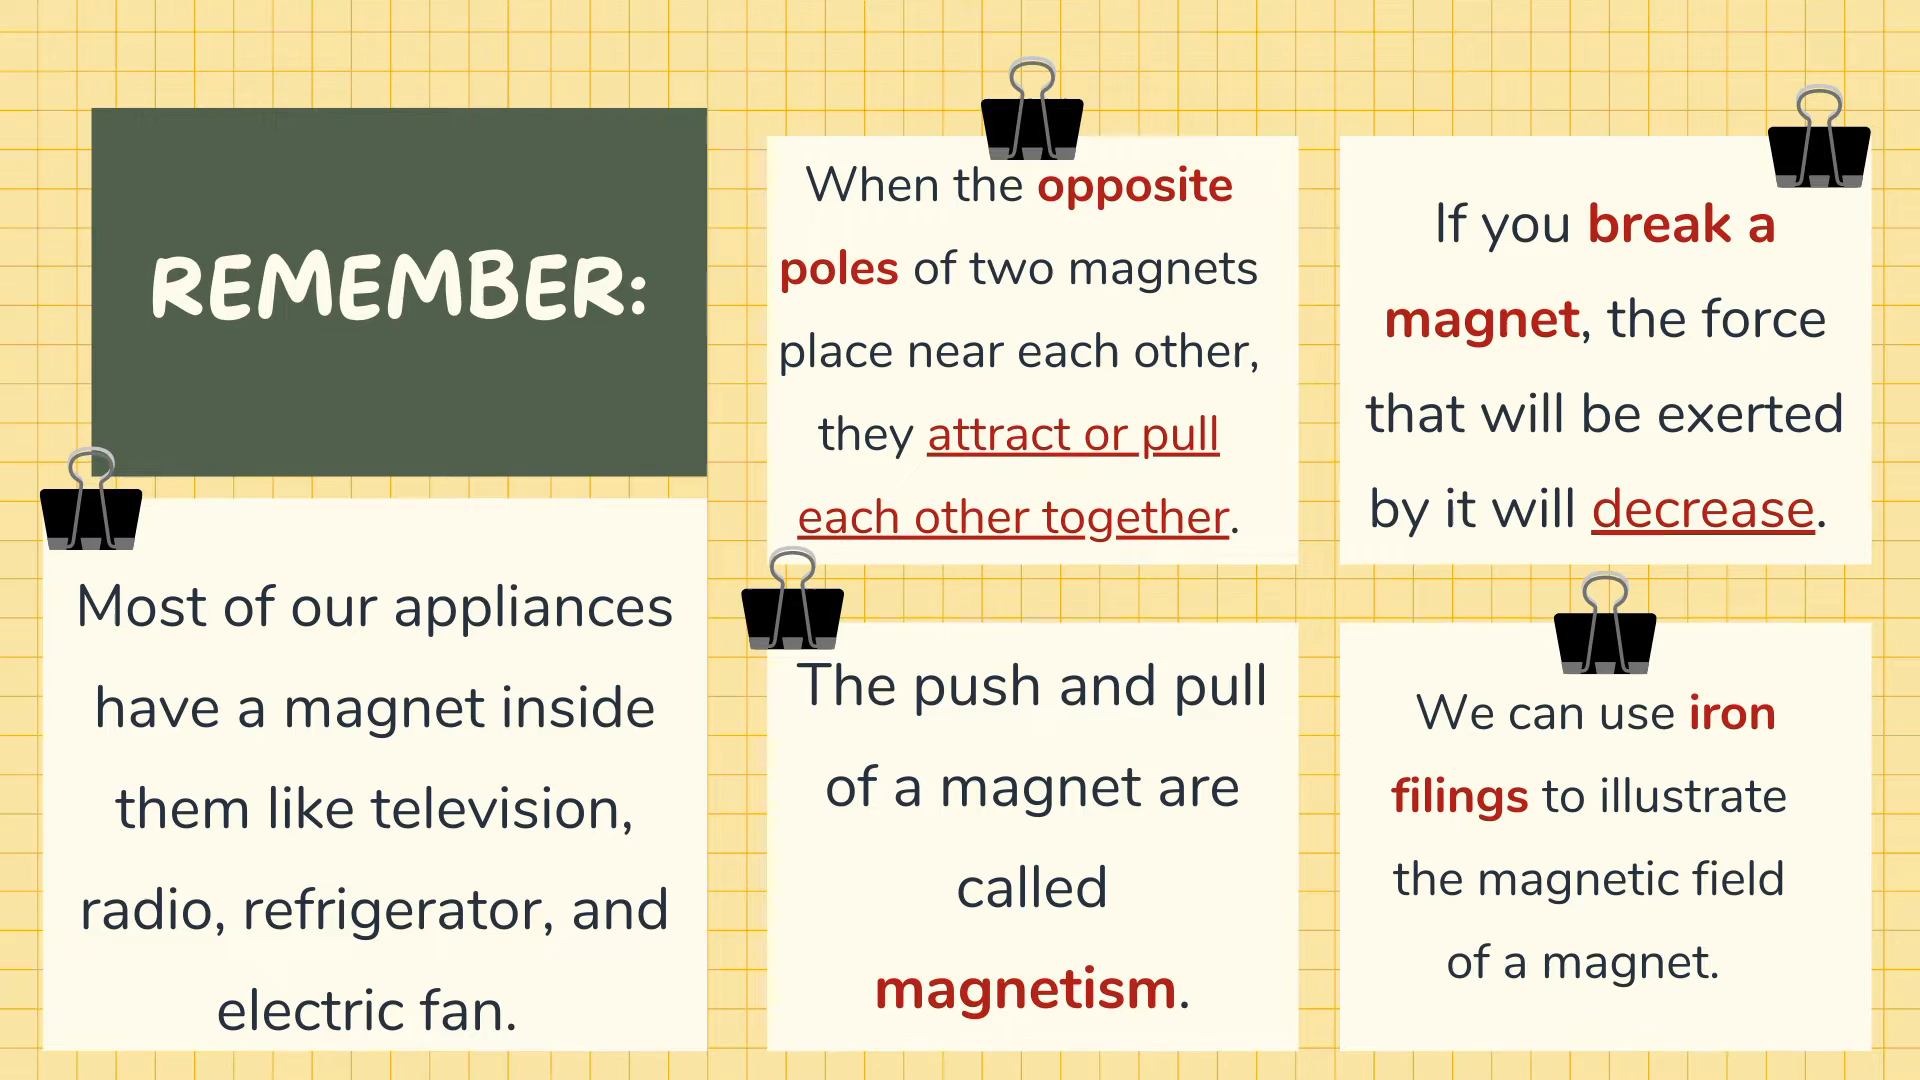 REMEMBER:
Most of our appliances
have a magnet inside
them like television,
radio, refrigerator, and
electric fan.
When the opposite
poles of two magnets
place near each other,
they attract or pull
each other together.
The push and pull
of a magnet are
called
magnetism.
If you break a
magnet, the force
that will be exerted
by it will decrease.
We can use iron
filings to illustrate
the magnetic field
of a magnet.